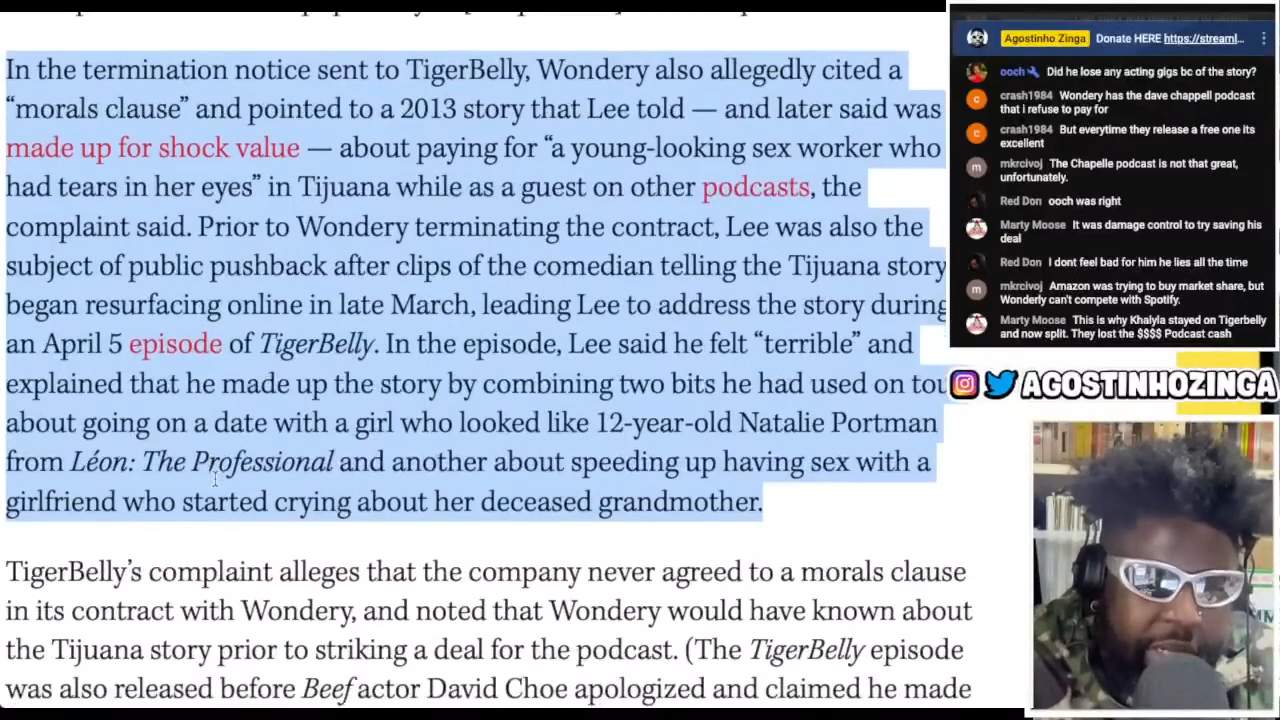 In the termination notice sent to TigerBelly, Wondery also allegedly cited a
“morals clause” and pointed to a 2013 story that Lee told — and later said was
made up for shock value — about paying for “a young-looking sex worker who
had tears in her eyes” in Tijuana while as a guest on other podcasts, the
complaint said. Prior to Wondery terminating the contract, Lee was also the
subject of public pushback after clips of the comedian telling the Tijuana story
began resurfacing online in late March, leading Lee to address the story during
an April 5 episode of TigerBelly. In the episode, Lee said he felt “terrible” and
explained that he made up the story by combining two bits he had used on tou
about going on a date with a girl who looked like 12-year-old Natalie Portman
from Léon: The Professional and another about speeding up having sex with a
girlfriend who started crying about her deceased grandmother.
TigerBelly’s complaint alleges that the company never agreed to a morals clause
in its contract with Wondery, and noted that Wondery would have known about
the Tijuana story prior to striking a deal for the podcast. (The TigerBelly episode
was also released before Beef actor David Choe apologized and claimed he made
Agostinho Zinga Donate HERE https://streaml...
ooch Did he lose any acting gigs bc of the story?
crash1984 Wondery has the dave chappell podcast
that i refuse to pay for
crash1984 But everytime they release a free one its
excellent
mkrcivoj The Chapelle podcast is not that great,
unfortunately.
Red Don ooch was right
Marty Moose It was damage control to try saving his
deal
Red Don I dont feel bad for him he lies all the time
mkrcivoj Amazon was trying to buy market share, but
Wonderly can't compete with Spotify.
Marty Moose This is why Khalyla stayed on Tigerbelly
and now split. They lost the $$$$ Podcast cash
AGOSTINHOZINGA